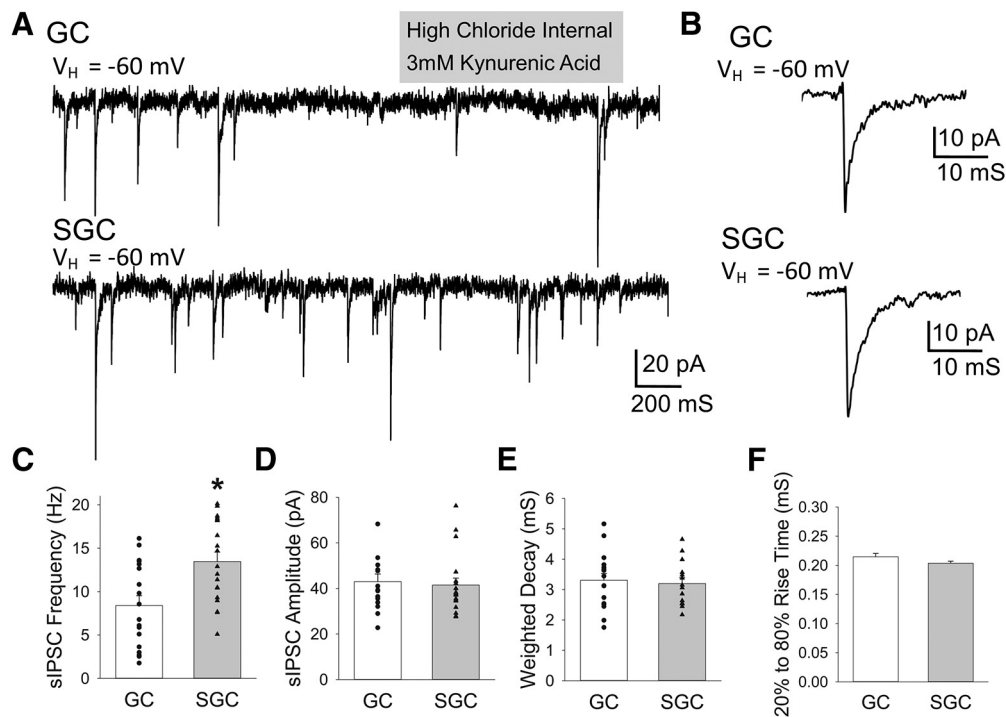 A
GC
V_H = -60 mV
High Chloride Internal
3mM Kynurenic Acid
SGC
V_H = -60 mV
20 pA
200 mS
B
GC
V_H = -60 mV
10 pA
10 mS
SGC
V_H = -60 mV
10 pA
10 mS
C
sIPSC Frequency (Hz)
20
15
10
5
0
*
GC SGC
D
sIPSC Amplitude (pA)
80
60
40
20
0
GC SGC
E
Weighted Decay (mS)
6
5
4
3
2
1
0
GC SGC
F
20% to 80% Rise Time (mS)
0.30
0.25
0.20
0.15
0.10
0.05
0.00
GC SGC